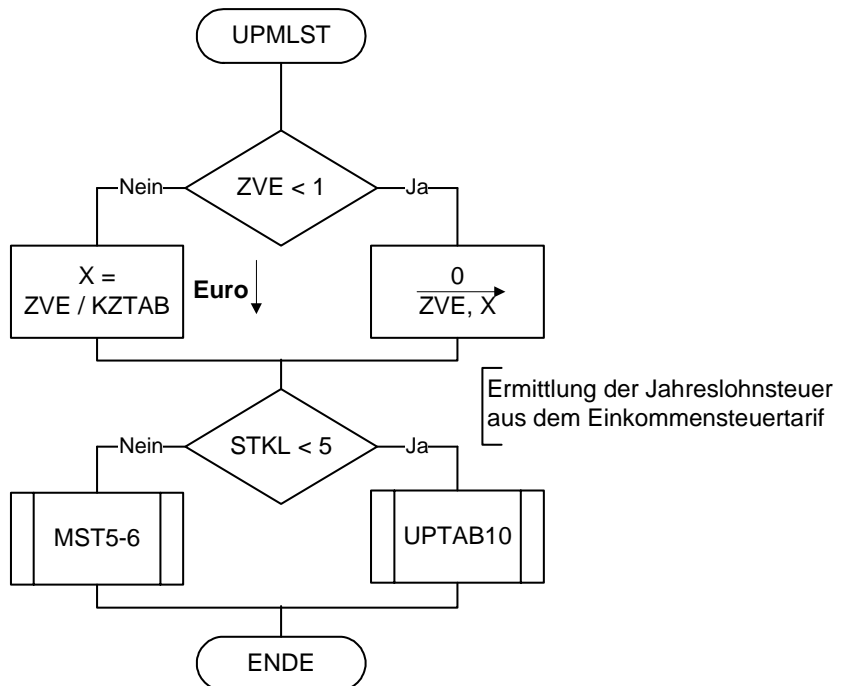 UPMLST
ZVE < 1
Nein
Ja
X =
ZVE / KZTAB
Euro
0
ZVE, X
Ermittlung der Jahreslohnsteuer
aus dem Einkommensteuertarif
STKL < 5
Nein
Ja
MST5-6
UPTAB10
ENDE